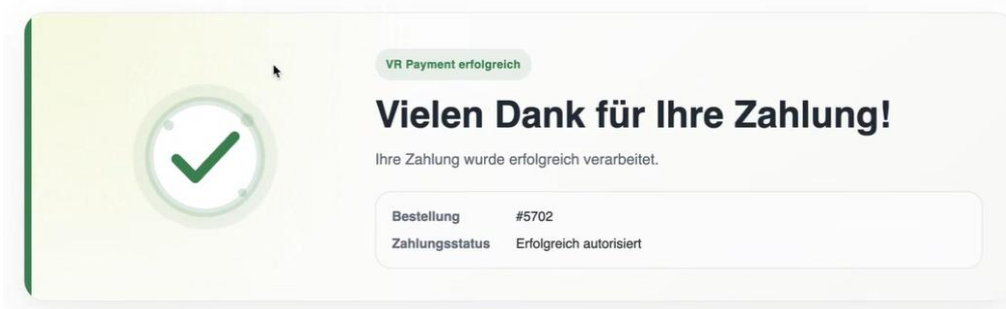 VR Payment erfolgreich
Vielen Dank für Ihre Zahlung!
Ihre Zahlung wurde erfolgreich verarbeitet.
Bestellung #5702
Zahlungsstatus Erfolgreich autorisiert